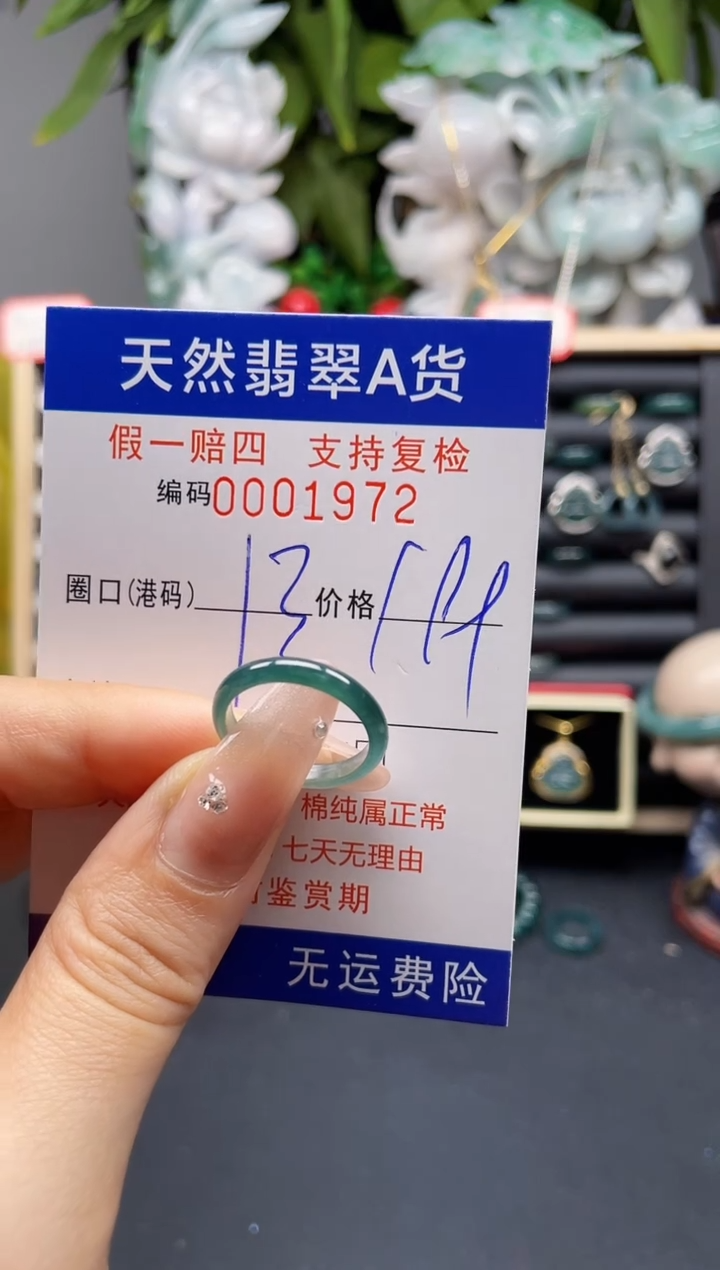 天然翡翠A货
假一赔四 支持复检
编码0001972
圈口(港码) 13 价格
棉纯属正常
七天无理由
鉴赏期
无运费险